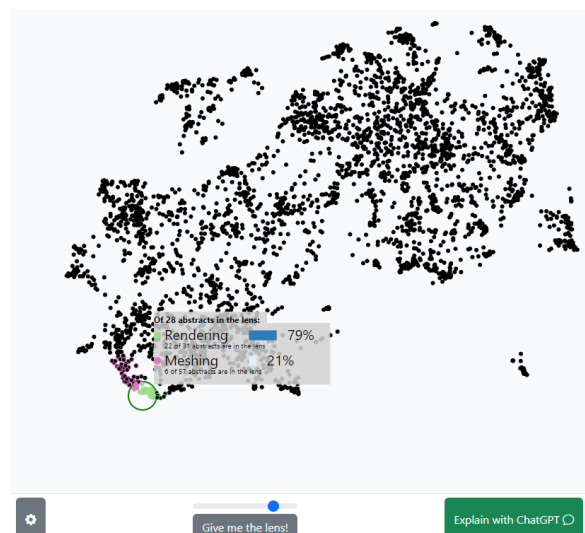 Of 28 abstracts in the lens:
Rendering 79%
22 of 31 abstracts are in the lens
Meshing 21%
6 of 57 abstracts are in the lens
Give me the lens!
Explain with ChatGPT